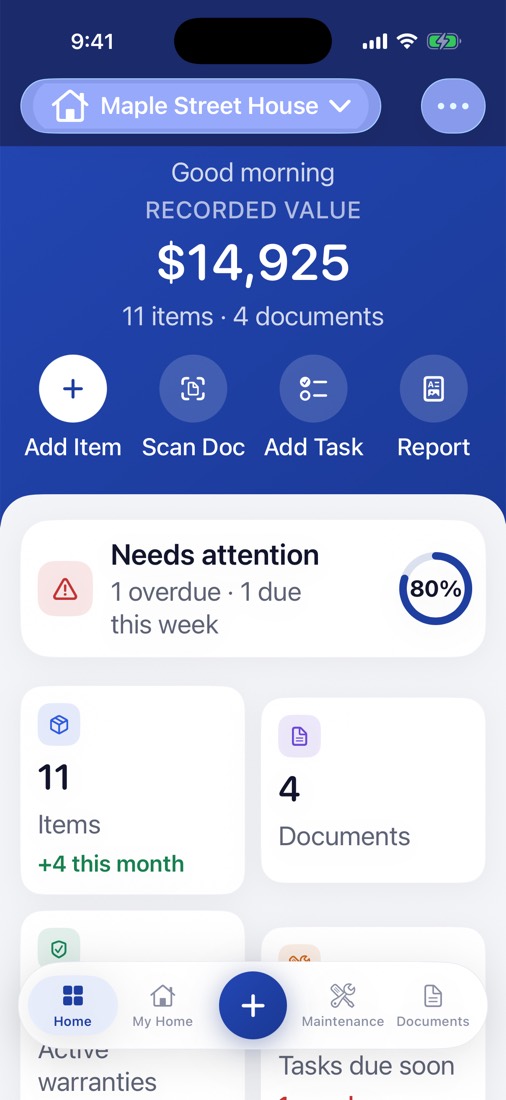 9:41
Maple Street House
Good morning
RECORDED VALUE
$14,925
11 items · 4 documents
Add Item
Scan Doc
Add Task
Report
Needs attention
1 overdue · 1 due
this week
80%
11
Items
+4 this month
4
Documents
Home
My Home
Maintenance
Documents
Active
warranties
Tasks due soon